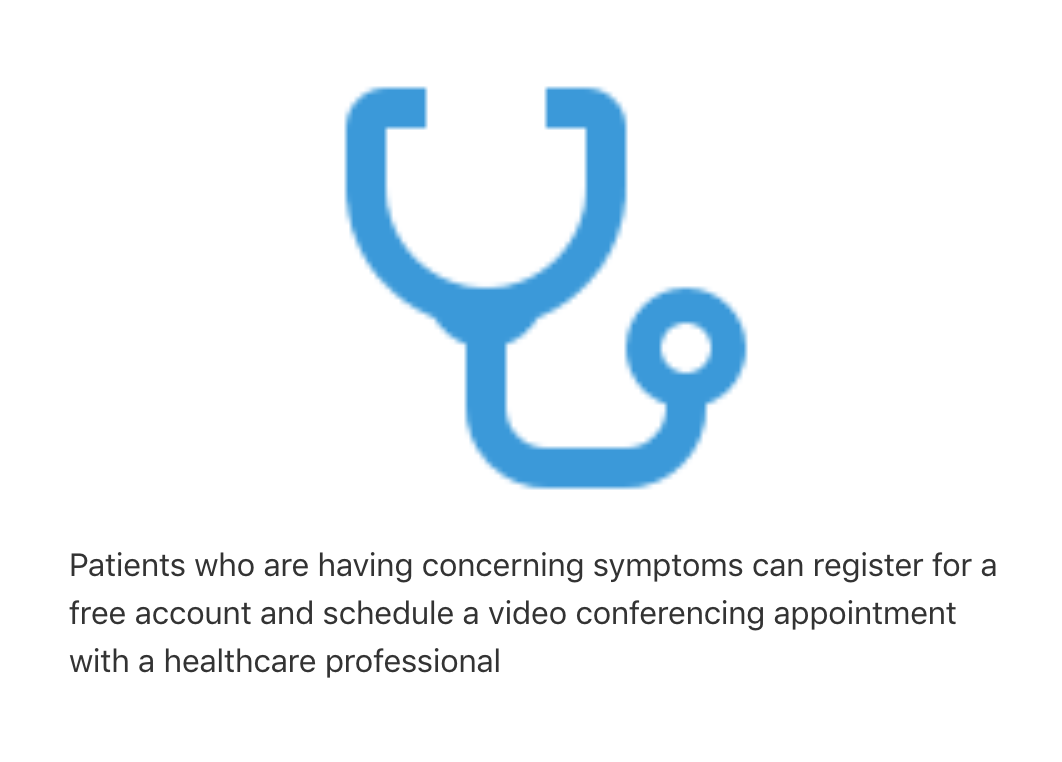 Patients who are having concerning symptoms can register for a
free account and schedule a video conferencing appointment
with a healthcare professional